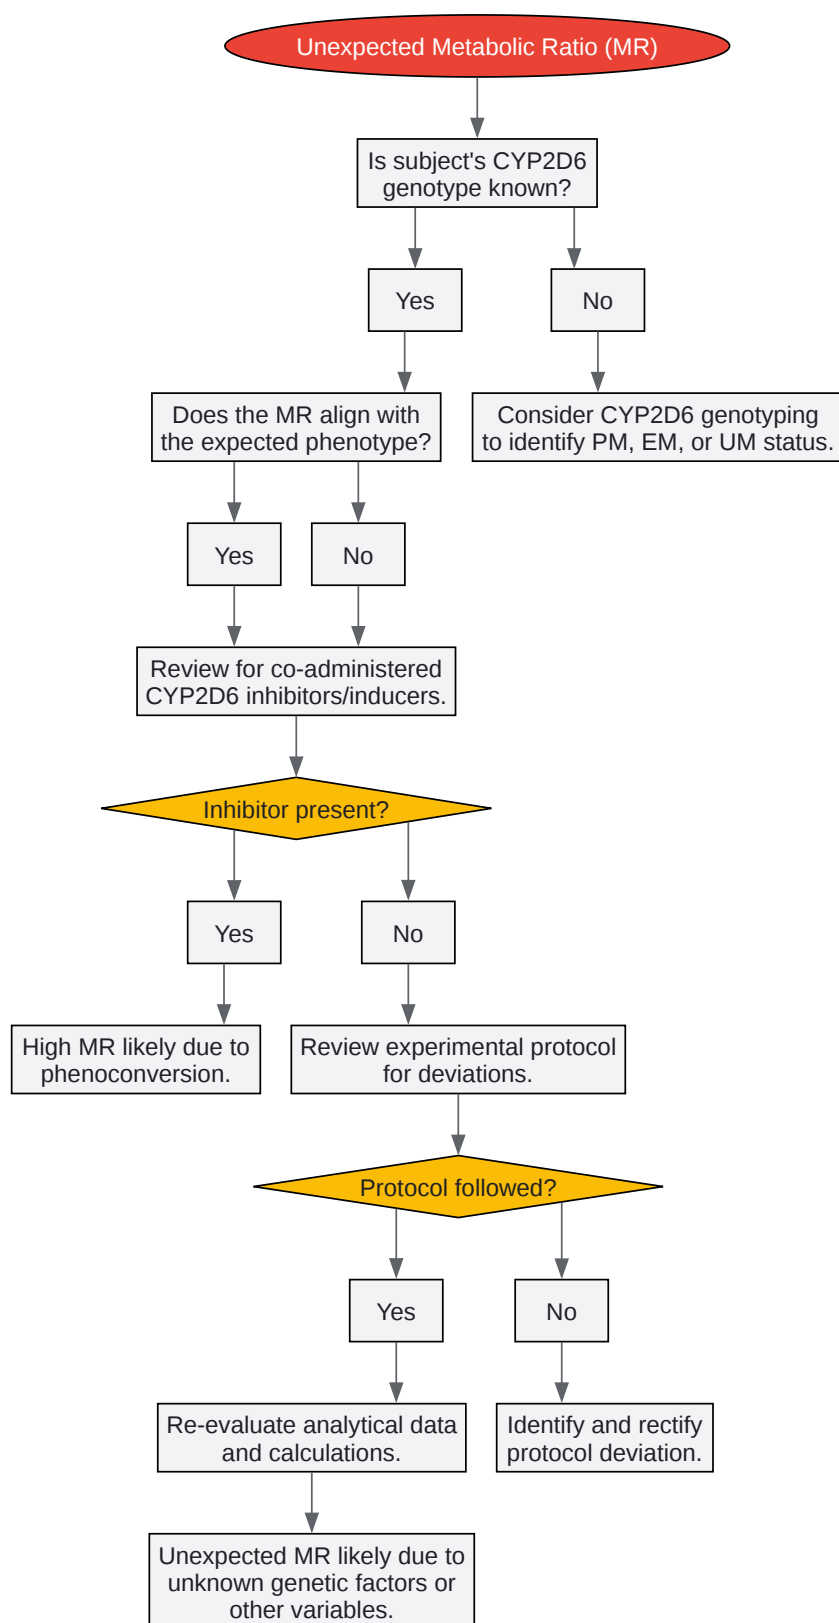 Unexpected Metabolic Ratio (MR)
Is subject's CYP2D6
genotype known?
Yes
No
Does the MR align with
the expected phenotype?
Consider CYP2D6 genotyping
to identify PM, EM, or UM status.
Yes
No
Review for co-administered
CYP2D6 inhibitors/inducers.
Inhibitor present?
Yes
No
High MR likely due to
phenoconversion.
Review experimental protocol
for deviations.
Protocol followed?
Yes
No
Re-evaluate analytical data
and calculations.
Identify and rectify
protocol deviation.
Unexpected MR likely due to
unknown genetic factors or
other variables.